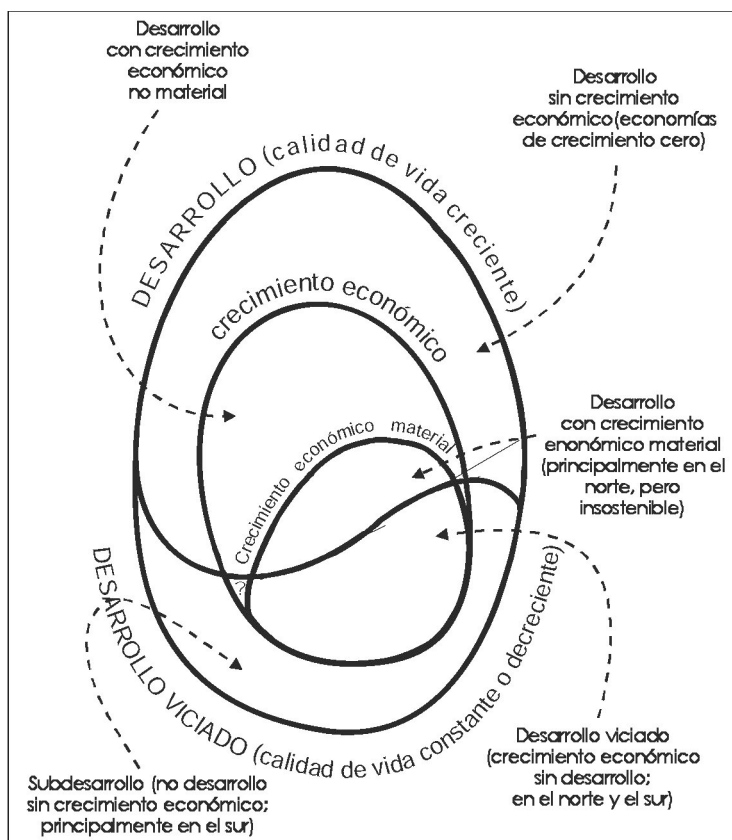 Desarrollo
con crecimiento
económico
no material
Desarrollo
sin crecimiento
económico (economías
de crecimiento cero)
DESARROLLO (calidad de vida creciente)
crecimiento económico
? Crecimiento económico material
Desarrollo
con crecimiento
enonómico material
(principalmente en el
norte, pero
insostenible)
DESARROLLO VICIADO (calidad de vida constante o decreciente)
Subdesarrollo (no desarrollo
sin crecimiento económico;
principalmente en el sur)
Desarrollo viciado
(crecimiento económico
sin desarrollo;
en el norte y el sur)